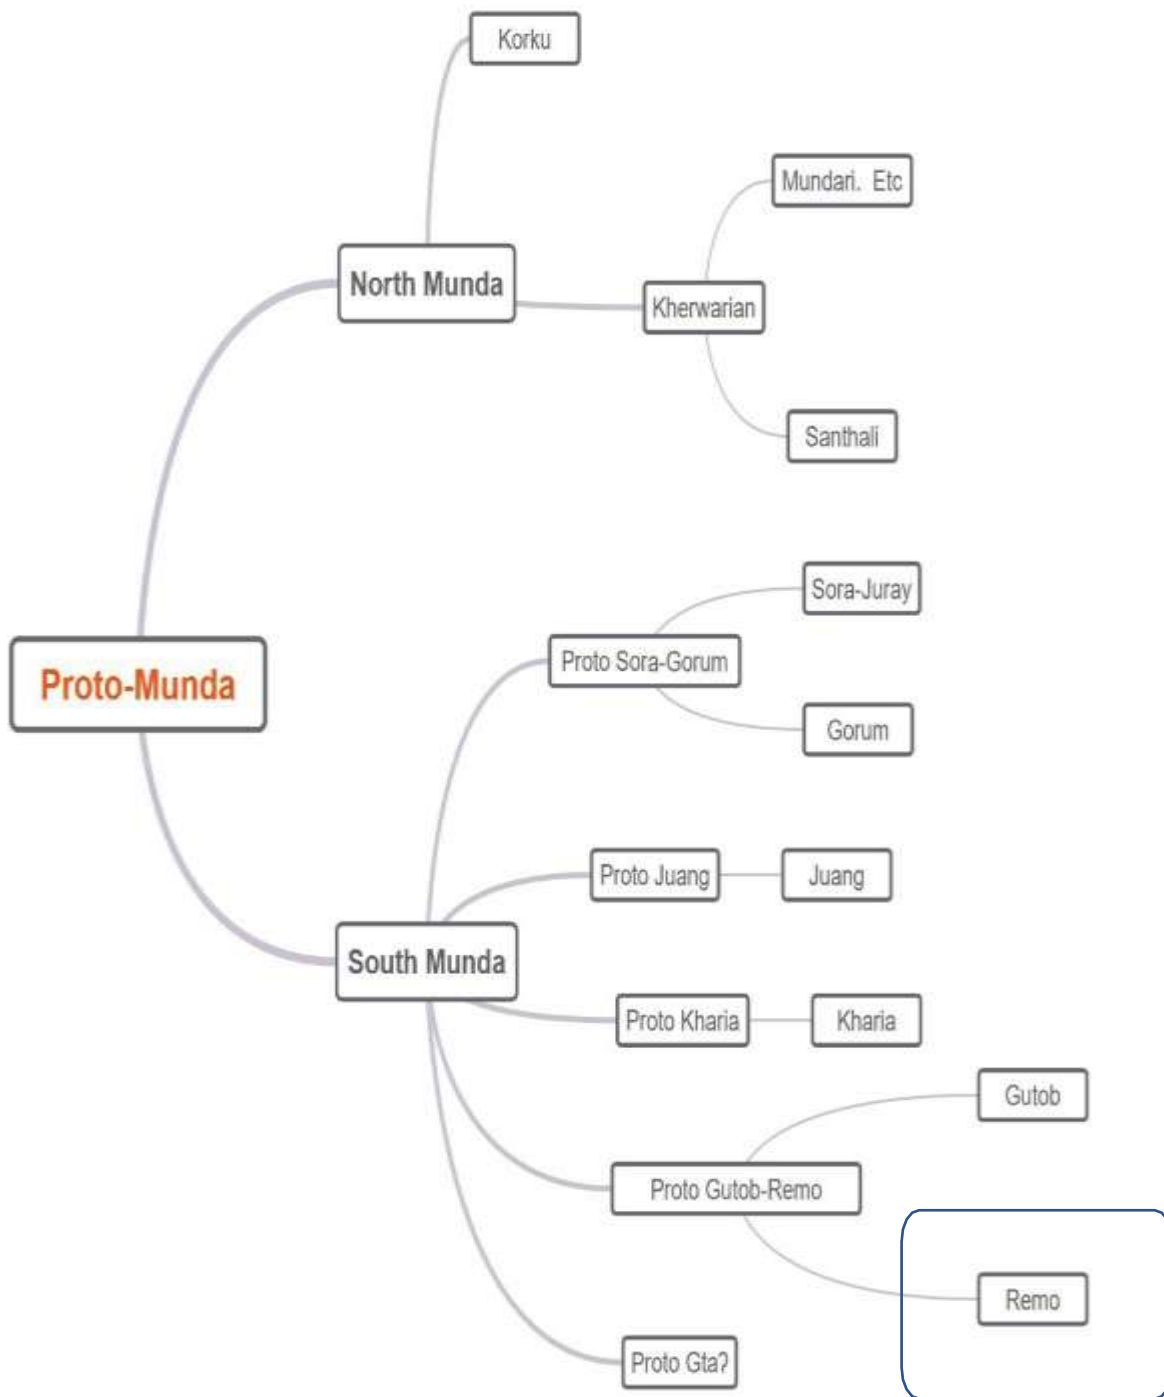 Korku
Mundari.  Etc
North Munda
Kherwarian
Santhali
Sora-Juray
Proto Sora-Gorum
Proto-Munda
Gorum
Proto Juang
Juang
South Munda
Proto Kharia
Kharia
Gutob
Proto Gutob-Remo
Remo
Proto Gta?